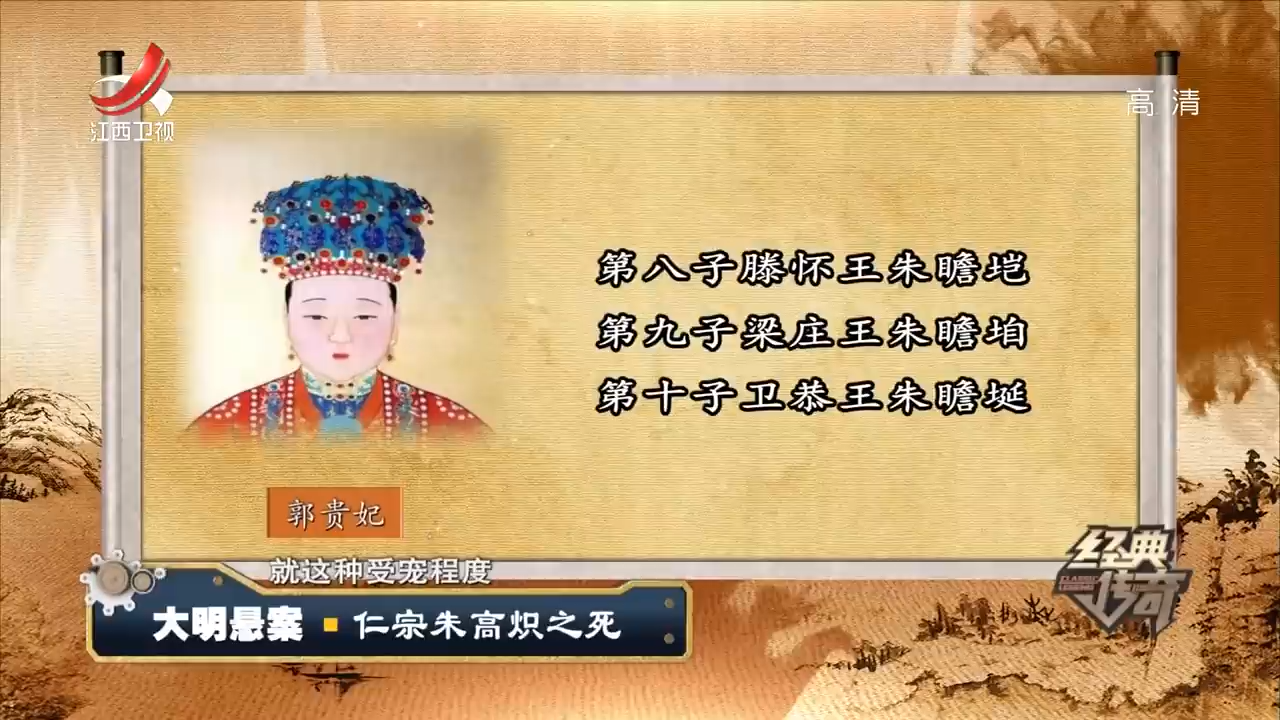 江西卫视
高清
第八子滕怀王朱瞻垲
第九子梁庄王朱瞻垍
第十子卫恭王朱瞻埏
郭贵妃
就这种受宠程度
大明悬案 仁宗朱高炽之死
经典
CLASSIC
LEGEND
传奇